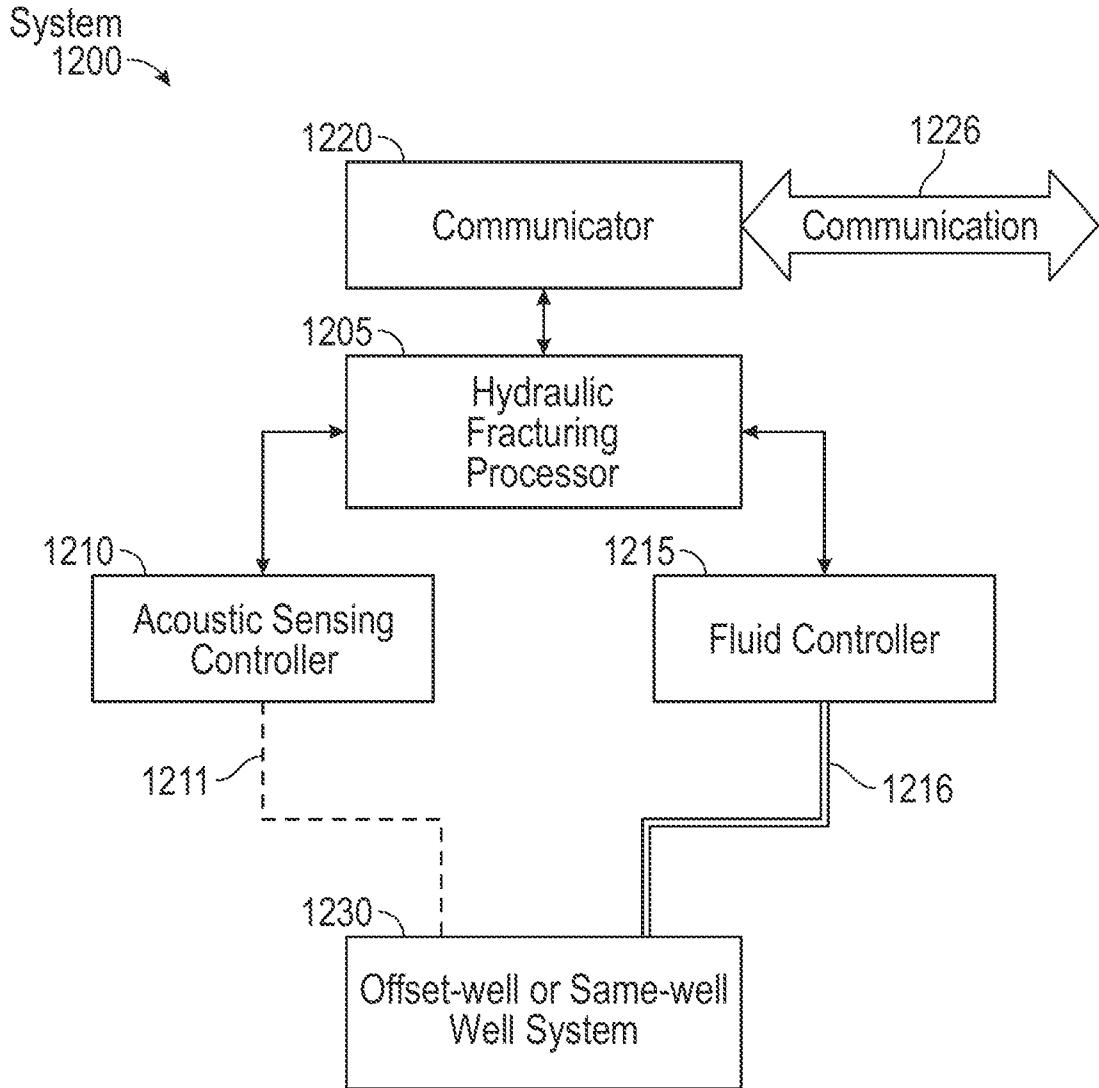 System
1200
1220
1226
Communicator
Communication
1205
Hydraulic
Fracturing
Processor
1210
1215
Acoustic Sensing
Controller
Fluid Controller
1211
1216
1230
Offset-well or Same-well
Well System